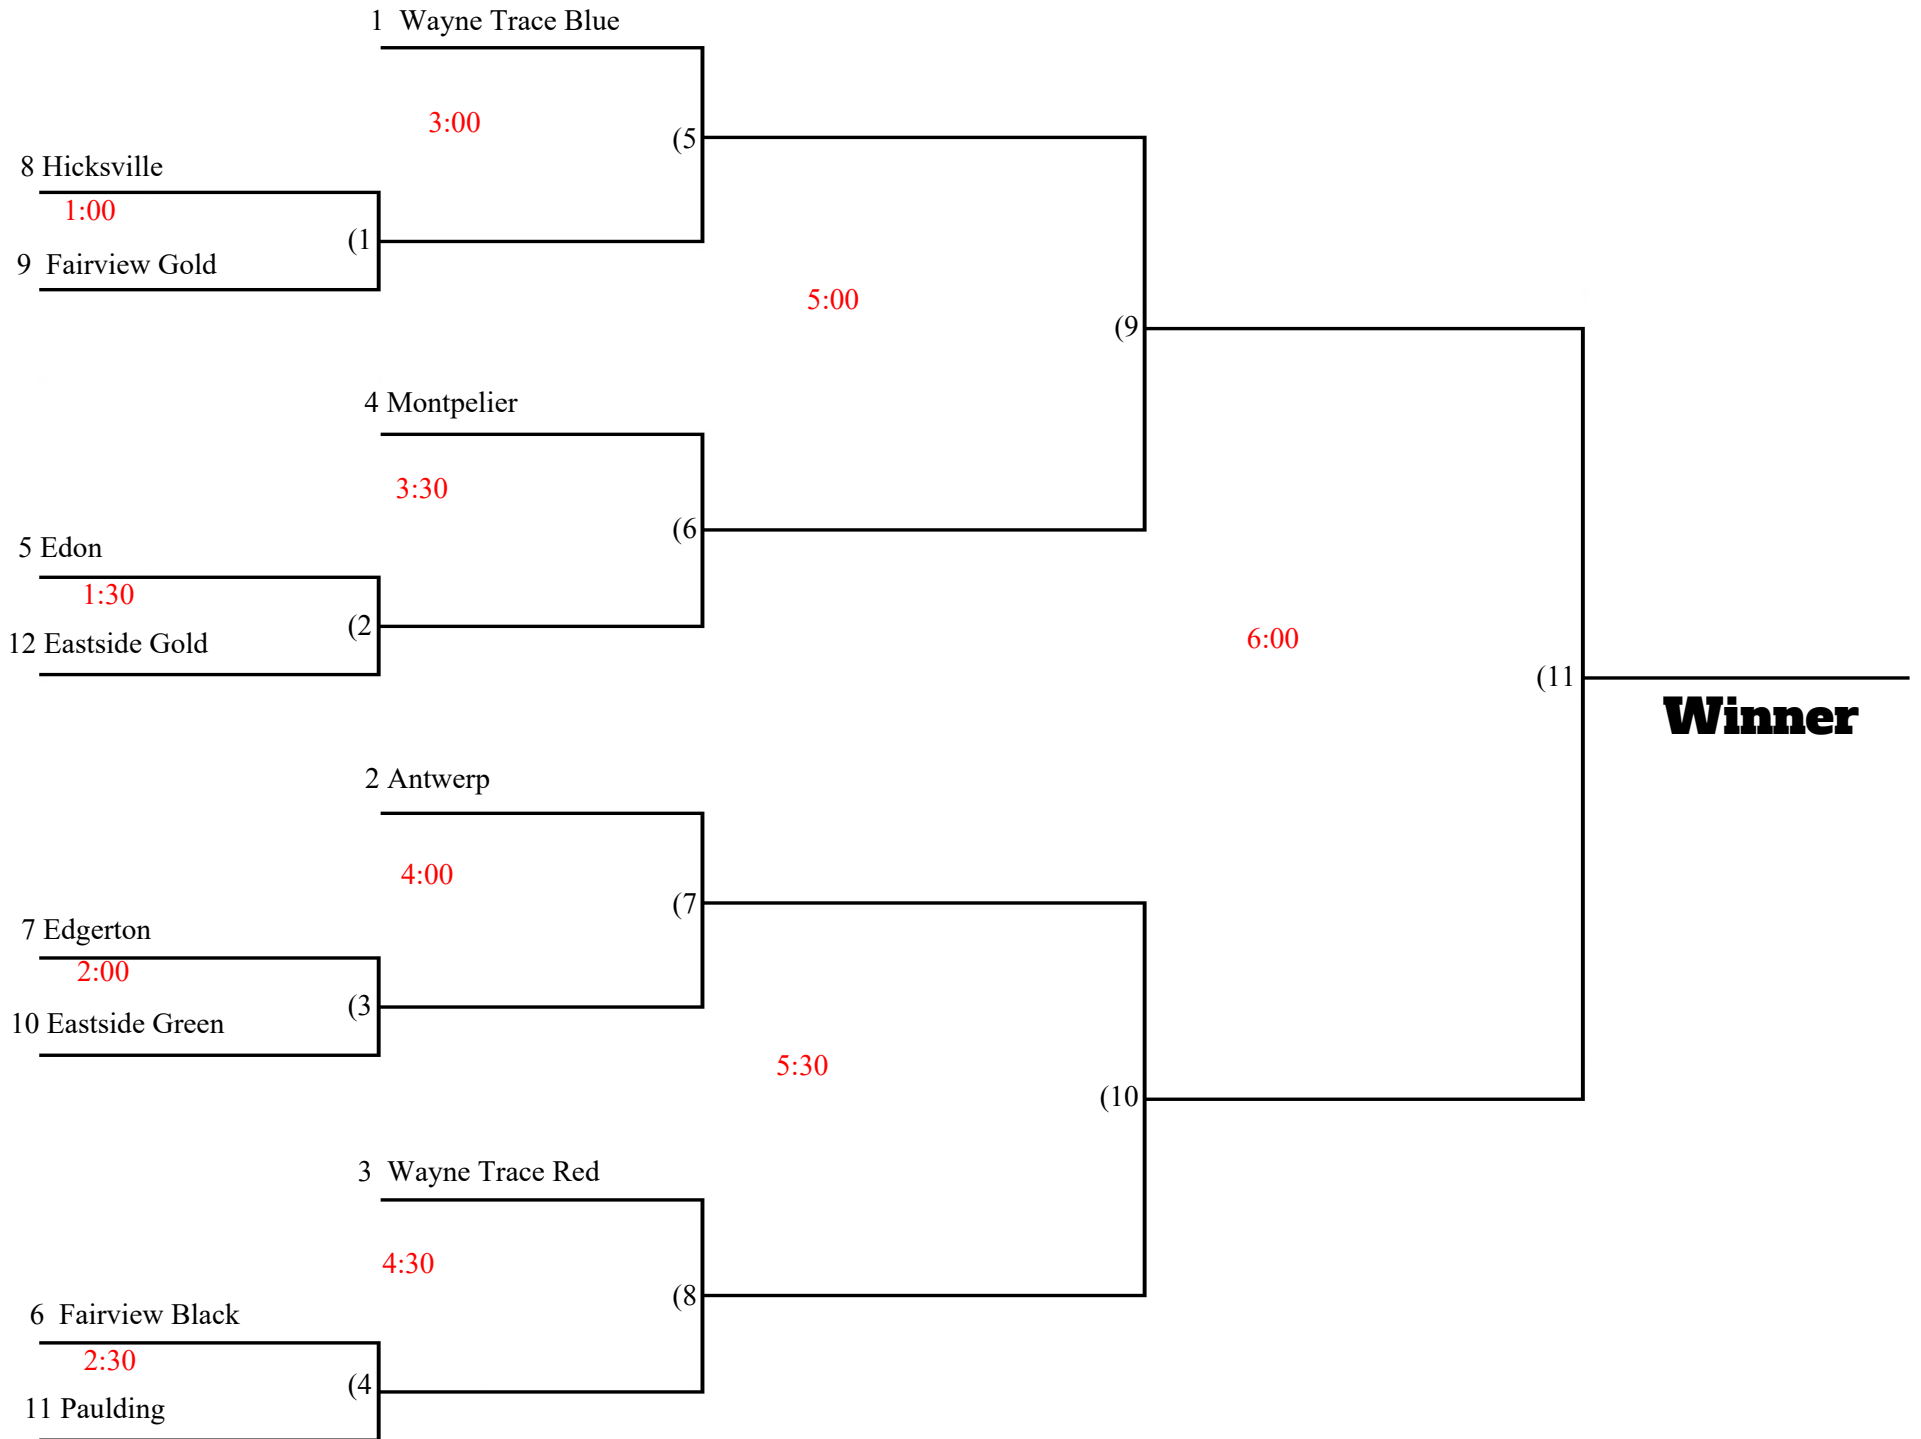 1  Wayne Trace Blue
3:00
(5
8 Hicksville
1:00
(1
9  Fairview Gold
5:00
(9
4 Montpelier
3:30
(6
5 Edon
1:30
(2
12 Eastside Gold
6:00
(11
Winner
2 Antwerp
4:00
(7
7 Edgerton
2:00
(3
10 Eastside Green
5:30
(10
3  Wayne Trace Red
4:30
(8
6  Fairview Black
2:30
(4
11 Paulding